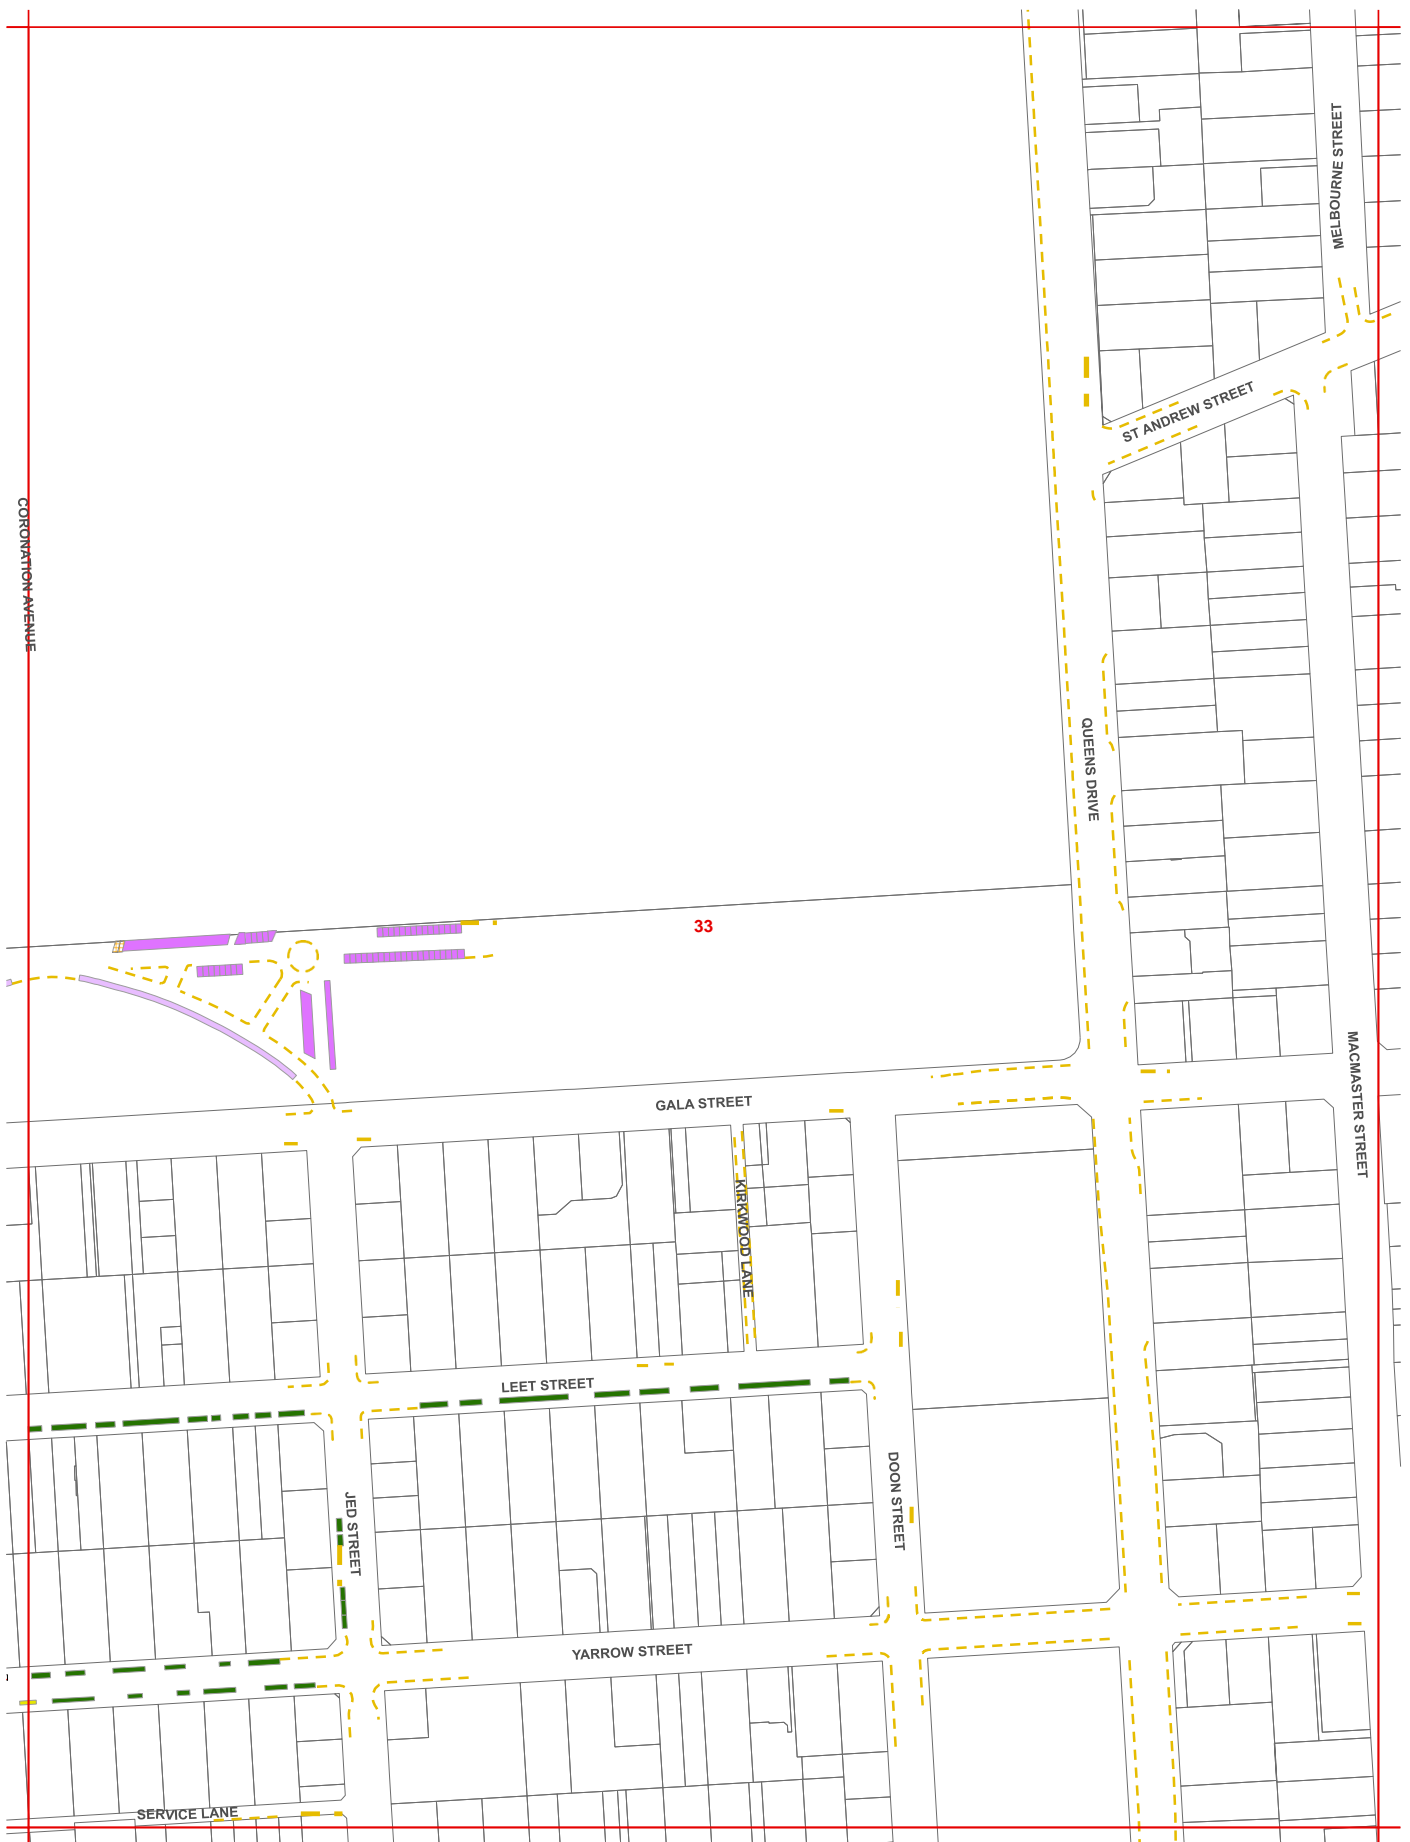 MELBOURNE STREET
ST ANDREW STREET
CORONATION AVENUE
QUEENS DRIVE
33
GALA STREET
MACMASTER STREET
KIRKWOOD LANE
LEET STREET
DOON STREET
JED STREET
YARROW STREET
SERVICE LANE